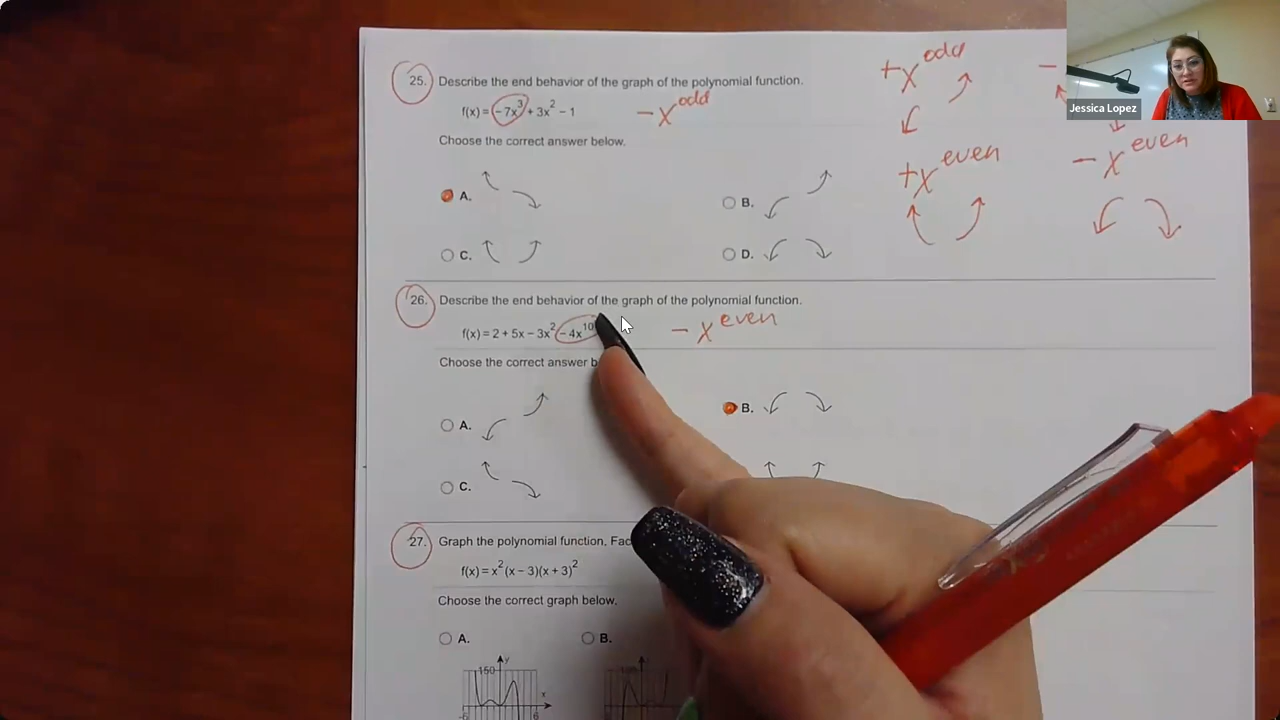 25. Describe the end behavior of the graph of the polynomial function.
f(x) = -7x³ + 3x² - 1
-x^odd
Choose the correct answer below.
A.
B.
C.
D.
+x^odd
-
Jessica Lopez
+x^even
-x^even
26. Describe the end behavior of the graph of the polynomial function.
f(x) = 2 + 5x - 3x² - 4x¹⁰
-x^even
Choose the correct answer
A.
B.
C.
27. Graph the polynomial function.
f(x) = x²(x - 3)(x + 3)²
Choose the correct graph below.
A.
B.
150
y
x
-6
6